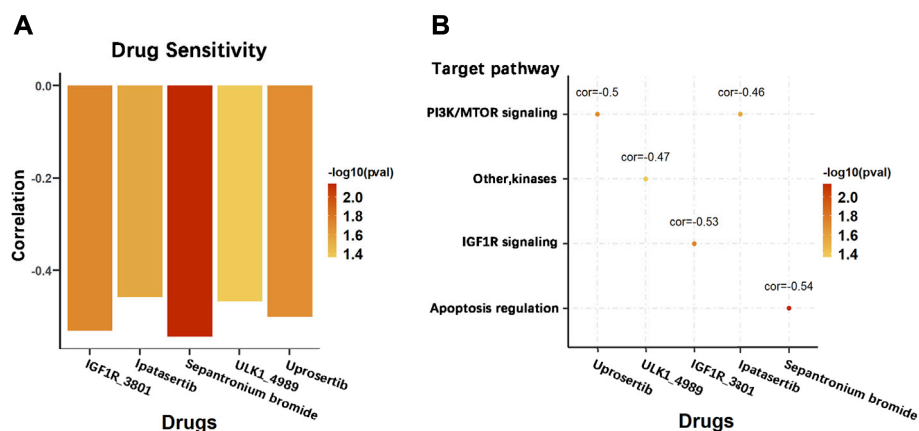 A
Drug Sensitivity
0.0
-0.2
-0.4
Correlation
IGF1R_3801
Ipatasertib
Sepantronium bromide
ULK1_4989
Uprosertib
Drugs
-log10(pval)
2.0
1.8
1.6
1.4
B
Target pathway
PI3K/MTOR signaling
Other,kinases
IGF1R signaling
Apoptosis regulation
cor=-0.5
cor=-0.46
cor=-0.47
cor=-0.53
cor=-0.54
Uprosertib
ULK1_4989
IGF1R_3801
Ipatasertib
Sepantronium bromide
Drugs
-log10(pval)
2.0
1.8
1.6
1.4